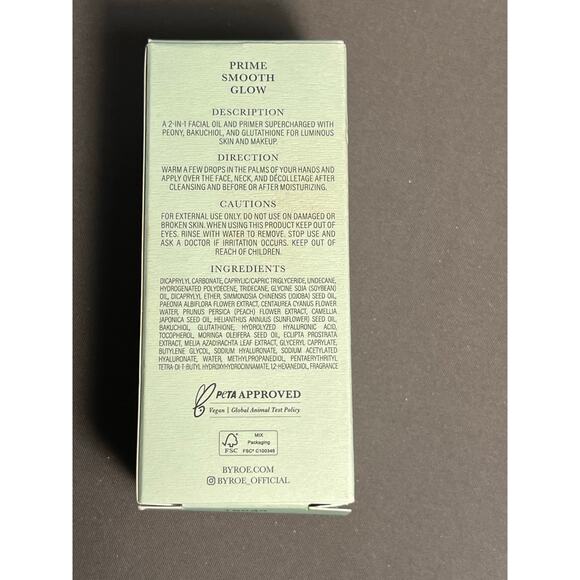 PRIME
SMOOTH
GLOW
DESCRIPTION
A 2-IN-1 FACIAL OIL AND PRIMER SUPERCHARGED WITH
PEONY, BAKUCHIOL, AND GLUTATHIONE FOR LUMINOUS
SKIN AND MAKEUP.
DIRECTION
WARM A FEW DROPS IN THE PALMS OF YOUR HANDS AND
APPLY OVER THE FACE, NECK, AND DÉCOLLETAGE AFTER
CLEANSING AND BEFORE OR AFTER MOISTURIZING.
CAUTIONS
FOR EXTERNAL USE ONLY. DO NOT USE ON DAMAGED OR
BROKEN SKIN. WHEN USING THIS PRODUCT KEEP OUT OF
EYES. RINSE WITH WATER TO REMOVE. STOP USE AND
ASK A DOCTOR IF IRRITATION OCCURS. KEEP OUT OF
REACH OF CHILDREN.
INGREDIENTS
DICAPRYLYL CARBONATE, CAPRYLIC/CAPRIC TRIGLYCERIDE, UNDECANE,
HYDROGENATED POLYDECENE, TRIDECANE, GLYCINE SOJA (SOYBEAN)
OIL, DICAPRYLYL ETHER, SIMMONDSIA CHINENSIS (JOJOBA) SEED OIL,
PAEONIA ALBIFLORA FLOWER EXTRACT, CENTAUREA CYANUS FLOWER
WATER, PRUNUS PERSICA (PEACH) FLOWER EXTRACT, CAMELLIA
JAPONICA SEED OIL, HELIANTHUS ANNUUS (SUNFLOWER) SEED OIL,
BAKUCHIOL, GLUTATHIONE, HYDROLYZED HYALURONIC ACID,
TOCOPHEROL, MORINGA OLEIFERA SEED OIL, ECLIPTA PROSTRATA
EXTRACT, MELIA AZADIRACHTA LEAF EXTRACT, GLYCERYL CAPRYLATE,
BUTYLENE GLYCOL, SODIUM HYALURONATE, SODIUM ACETYLATED
HYALURONATE, WATER, METHYLPROPANEDIOL, PENTAERYTHRITYL
TETRA-DI-T-BUTYL HYDROXYHYDROCINNAMATE, 1,2-HEXANEDIOL, FRAGRANCE
PETA APPROVED
Vegan | Global Animal Test Policy
FSC
MIX
Packaging
FSC® C100345
BYROE.COM
BYROE_OFFICIAL